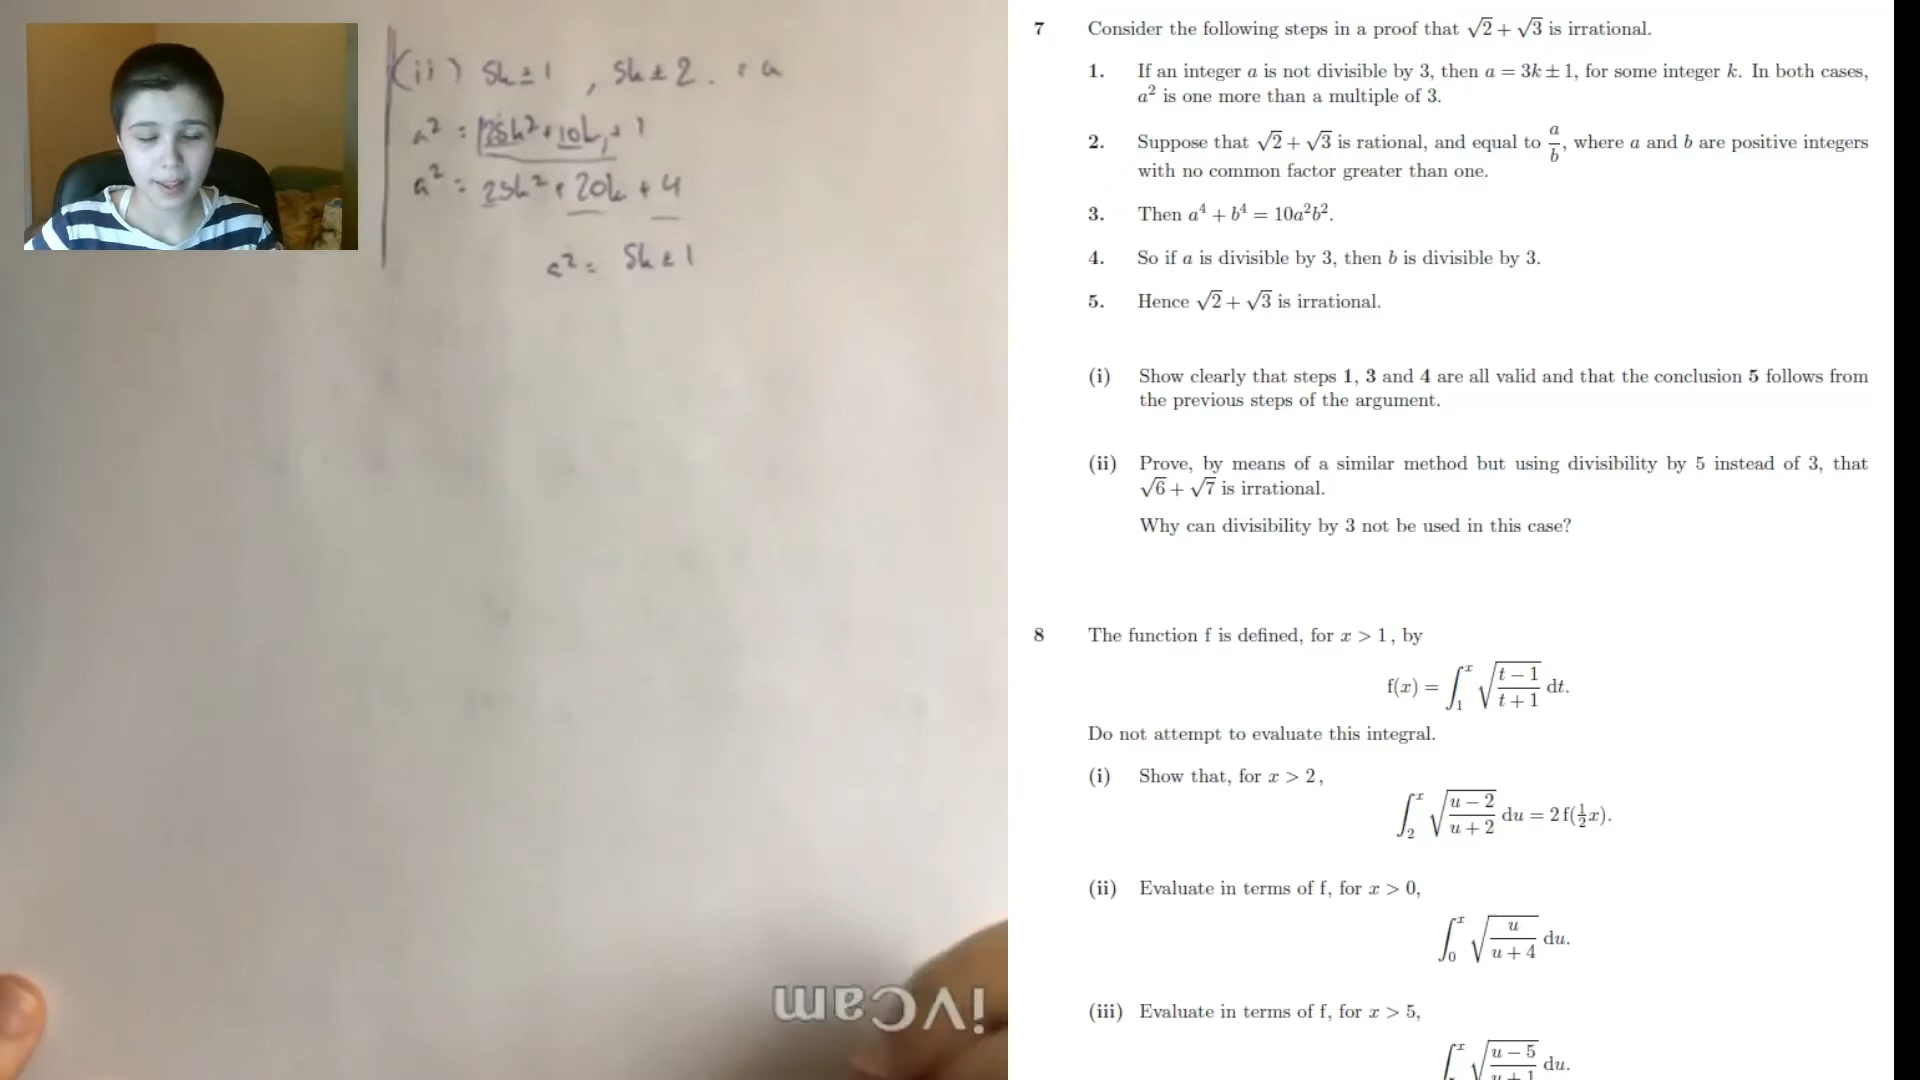 (ii) 5k±1 , 5k±2 . = a
a² = 25k² + 10k + 1
a² = 25k² + 20k + 4
a² = 5k ± 1
ivCam
7 Consider the following steps in a proof that √2 + √3 is irrational.
1. If an integer a is not divisible by 3, then a = 3k ± 1, for some integer k. In both cases,
a² is one more than a multiple of 3.
2. Suppose that √2 + √3 is rational, and equal to a/b, where a and b are positive integers
with no common factor greater than one.
3. Then a⁴ + b⁴ = 10a²b².
4. So if a is divisible by 3, then b is divisible by 3.
5. Hence √2 + √3 is irrational.
(i) Show clearly that steps 1, 3 and 4 are all valid and that the conclusion 5 follows from
the previous steps of the argument.
(ii) Prove, by means of a similar method but using divisibility by 5 instead of 3, that
√6 + √7 is irrational.
Why can divisibility by 3 not be used in this case?
8 The function f is defined, for x > 1, by
f(x) = ∫₁ˣ √((t − 1)/(t + 1)) dt.
Do not attempt to evaluate this integral.
(i) Show that, for x > 2,
∫₂ˣ √((u − 2)/(u + 2)) du = 2 f(½x).
(ii) Evaluate in terms of f, for x > 0,
∫₀ˣ √(u/(u + 4)) du.
(iii) Evaluate in terms of f, for x > 5,
∫ˣ √((u − 5)/(u + 1)) du.